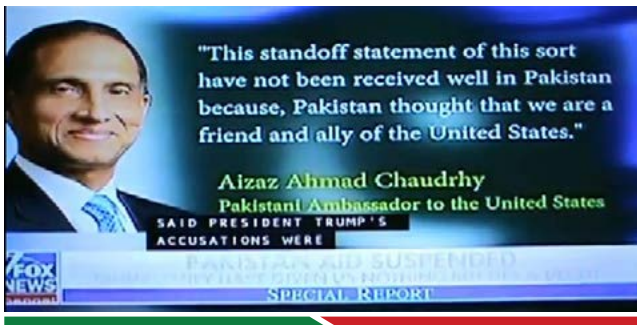 "This standoff statement of this sort
have not been received well in Pakistan
because, Pakistan thought that we are a
friend and ally of the United States."
Aizaz Ahmad Chaudrhy
Pakistani Ambassador to the United States
SAID PRESIDENT TRUMP'S
ACCUSATIONS WERE
FOX
NEWS
PAKISTAN AID SUSPENDED
SPECIAL REPORT